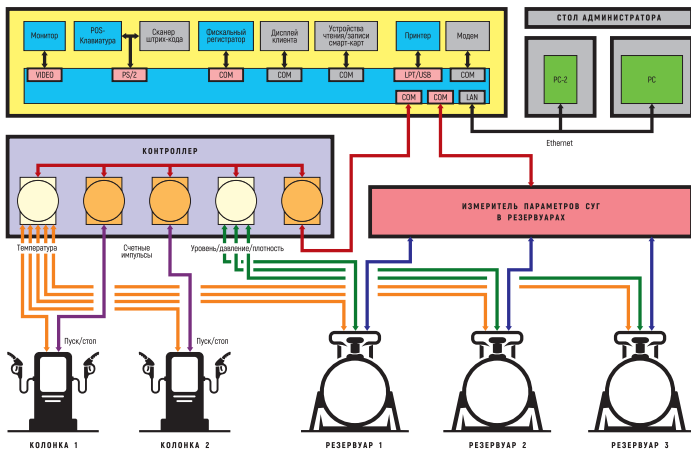 Монитор
POS-
Клавиатура
Сканер
штрих-кода
Фискальный
регистратор
Дисплей
клиента
Устройства
чтения/записи
смарт-карт
Принтер
Модем
VIDEO
PS/2
COM
COM
COM
LPT/USB
COM
COM
COM
LAN
СТОЛ АДМИНИСТРАТОРА
PC-2
PC
Ethernet
КОНТРОЛЛЕР
ИЗМЕРИТЕЛЬ ПАРАМЕТРОВ СУГ
В РЕЗЕРВУАРАХ
Температура
Счетные
импульсы
Уровень/давление/плотность
Пуск/стоп
Пуск/стоп
КОЛОНКА 1
КОЛОНКА 2
РЕЗЕРВУАР 1
РЕЗЕРВУАР 2
РЕЗЕРВУАР 3